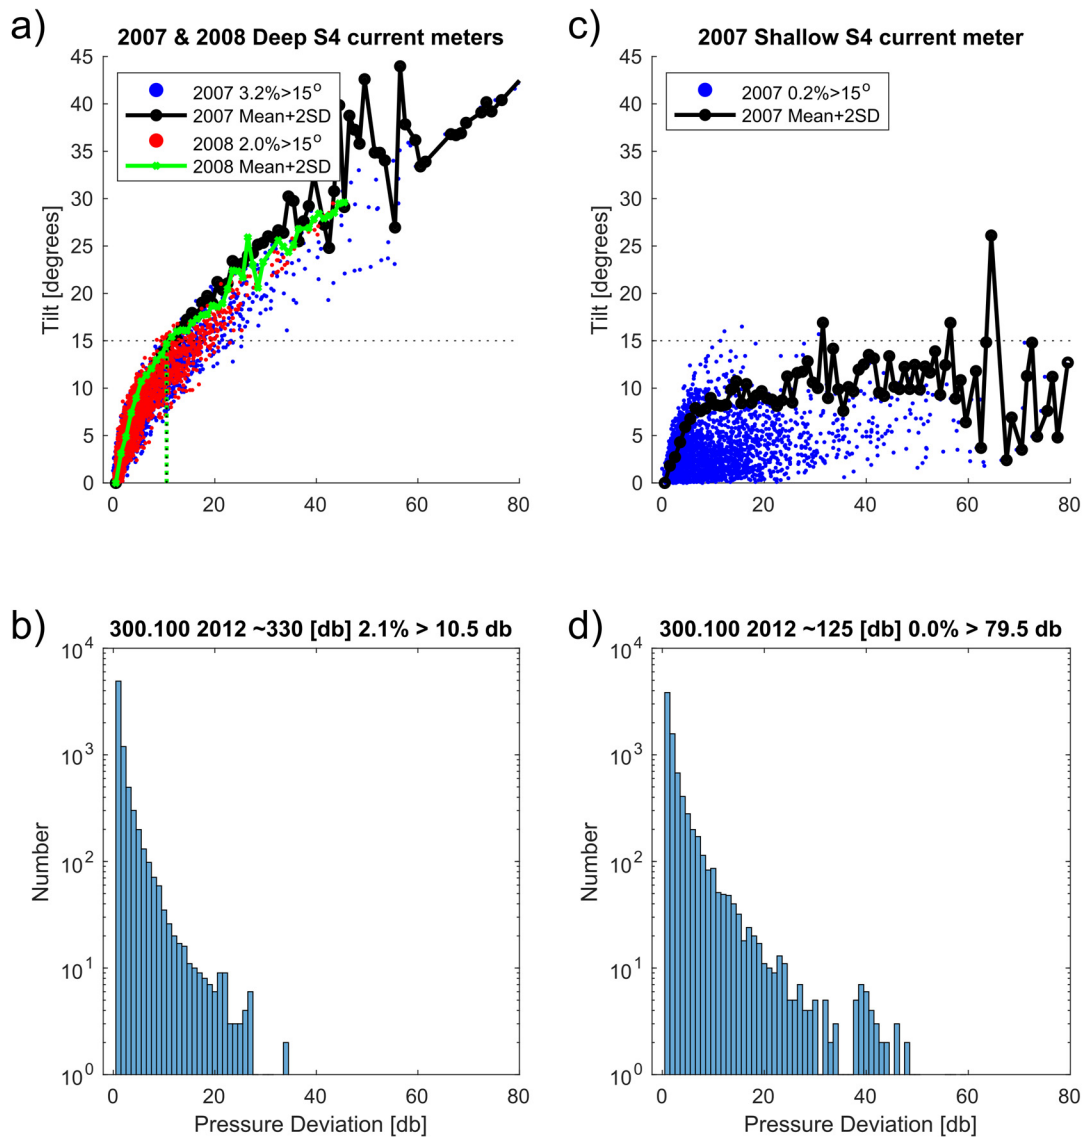 a)
2007 & 2008 Deep S4 current meters
45
40
35
30
25
20
15
10
5
0
Tilt [degrees]
2007 3.2%>15°
2007 Mean+2SD
2008 2.0%>15°
2008 Mean+2SD
0 20 40 60 80
c)
2007 Shallow S4 current meter
45
40
35
30
25
20
15
10
5
0
Tilt [degrees]
2007 0.2%>15°
2007 Mean+2SD
0 20 40 60 80
b)
300.100 2012 ~330 [db] 2.1% > 10.5 db
10⁴
10³
10²
10¹
10⁰
Number
0 20 40 60 80
Pressure Deviation [db]
d)
300.100 2012 ~125 [db] 0.0% > 79.5 db
10⁴
10³
10²
10¹
10⁰
Number
0 20 40 60 80
Pressure Deviation [db]